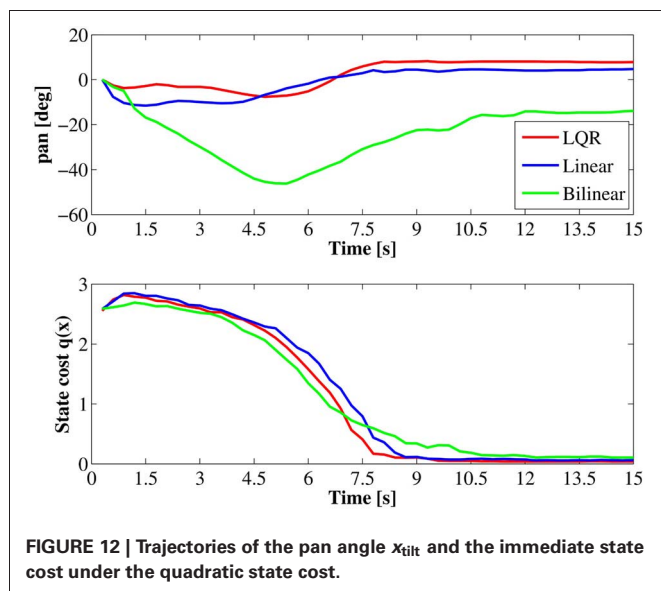 20
0
−20
−40
−60
pan [deg]
LQR
Linear
Bilinear
0 1.5 3 4.5 6 7.5 9 10.5 12 13.5 15
Time [s]
3
2
1
0
State cost q(x)
0 1.5 3 4.5 6 7.5 9 10.5 12 13.5 15
Time [s]
FIGURE 12 | Trajectories of the pan angle xtilt and the immediate state
cost under the quadratic state cost.